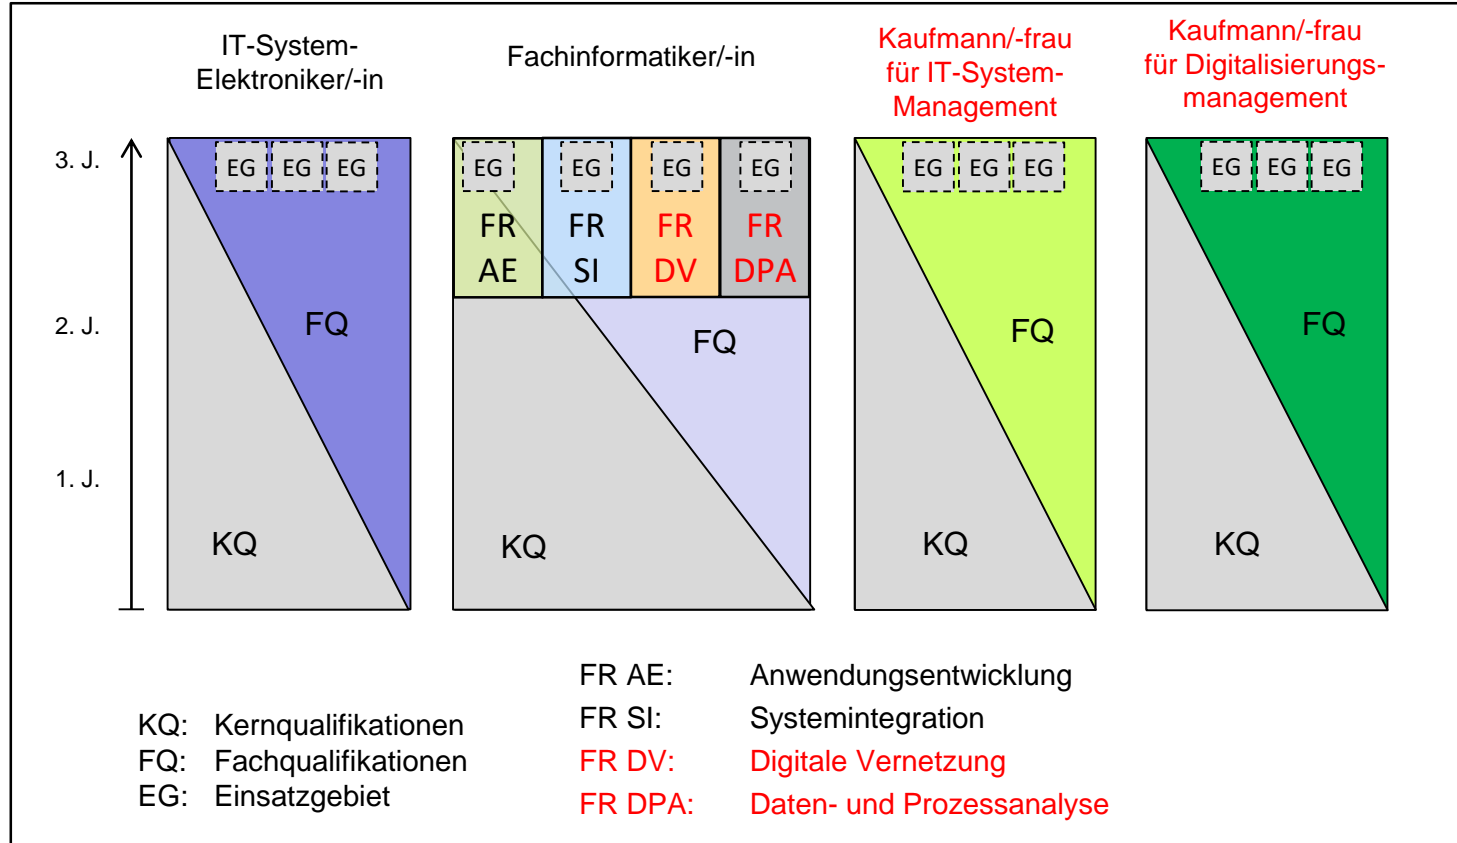 IT-System-
Elektroniker/-in
Fachinformatiker/-in
Kaufmann/-frau
für IT-System-
Management
Kaufmann/-frau
für Digitalisierungs-
management
3. J.
2. J.
1. J.
EG EG EG
FQ
KQ
EG EG EG EG
FR FR FR FR
AE SI DV DPA
FQ
KQ
EG EG EG
FQ
KQ
EG EG EG
FQ
KQ
KQ: Kernqualifikationen
FQ: Fachqualifikationen
EG: Einsatzgebiet
FR AE: Anwendungsentwicklung
FR SI: Systemintegration
FR DV: Digitale Vernetzung
FR DPA: Daten- und Prozessanalyse